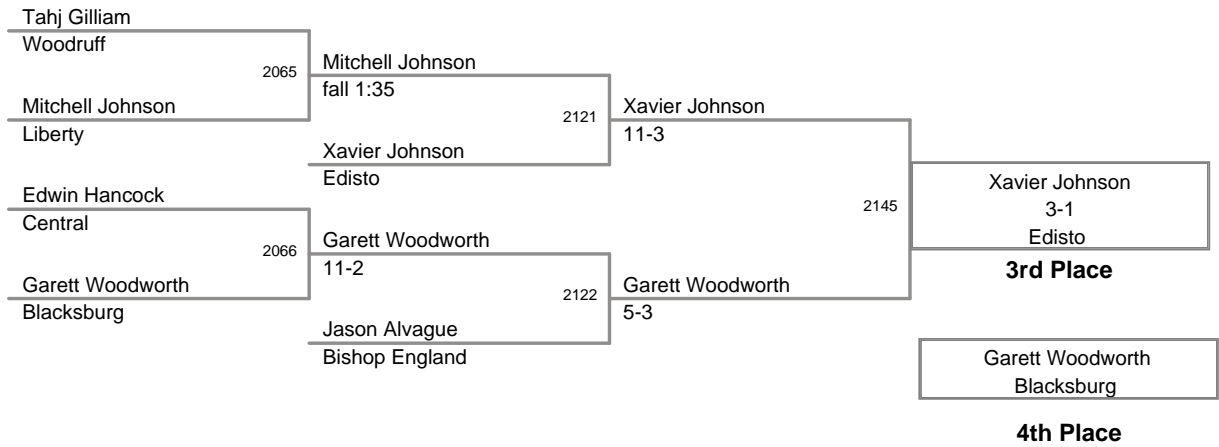 Tahj Gilliam
Woodruff
2065
Mitchell Johnson
fall 1:35
Mitchell Johnson
Liberty
2121
Xavier Johnson
11-3
Xavier Johnson
Edisto
Edwin Hancock
Central
2066
Garett Woodworth
11-2
Garett Woodworth
Blacksburg
2122
Garett Woodworth
5-3
Jason Alvague
Bishop England
2145
Xavier Johnson
3-1
Edisto
3rd Place
Garett Woodworth
Blacksburg
4th Place